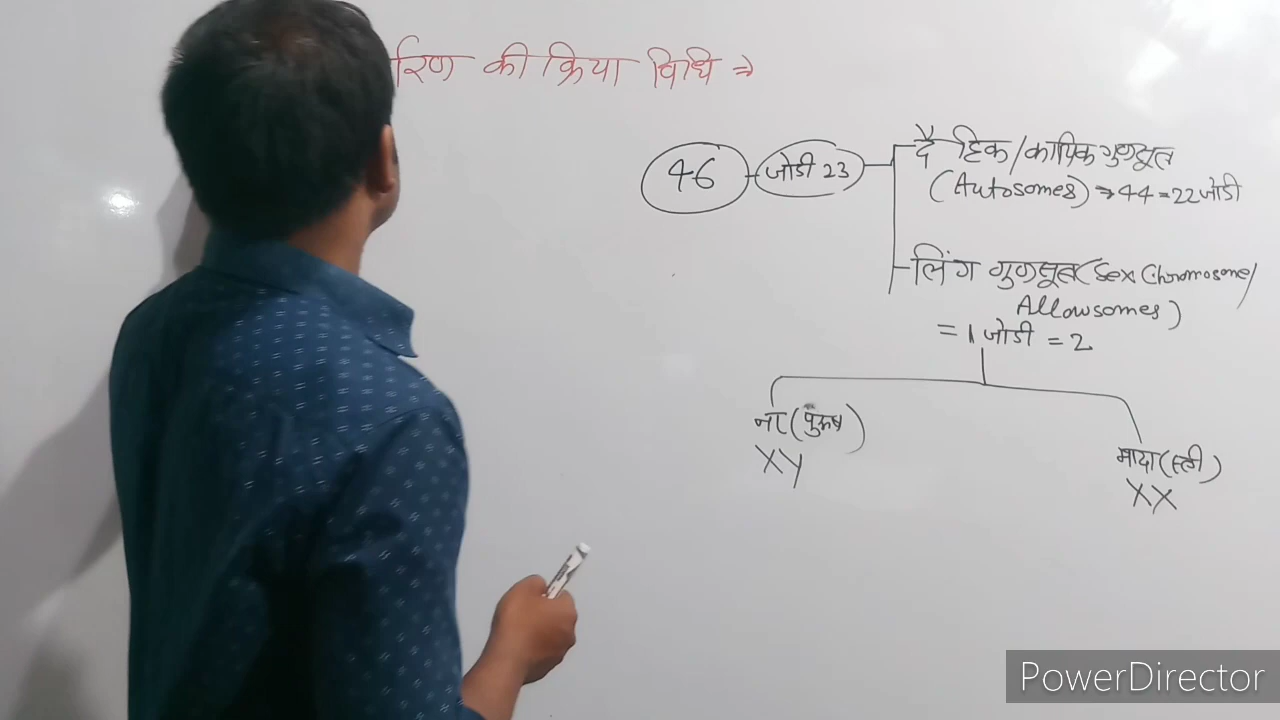 रिण की क्रिया विधि ⇒
46 - जोडी 23
दैहिक/कायिक गुणसूत्र
(Autosomes) → 44 = 22 जोडी
लिंग गुणसूत्र (Sex Chromosome/
Allowsomes)
= 1 जोडी = 2
नर (पुरूष)
XY
मादा (स्त्री)
XX
PowerDirector